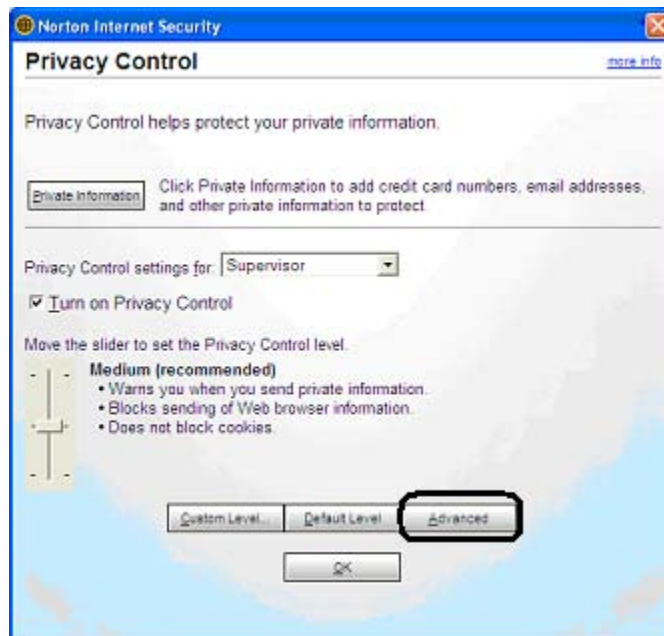 Norton Internet Security
Privacy Control
more info
Privacy Control helps protect your private information.
Private Information
Click Private Information to add credit card numbers, email addresses,
and other private information to protect.
Privacy Control settings for: Supervisor
Turn on Privacy Control
Move the slider to set the Privacy Control level.
Medium (recommended)
• Warns you when you send private information.
• Blocks sending of Web browser information.
• Does not block cookies.
Custom Level... Default Level Advanced
OK